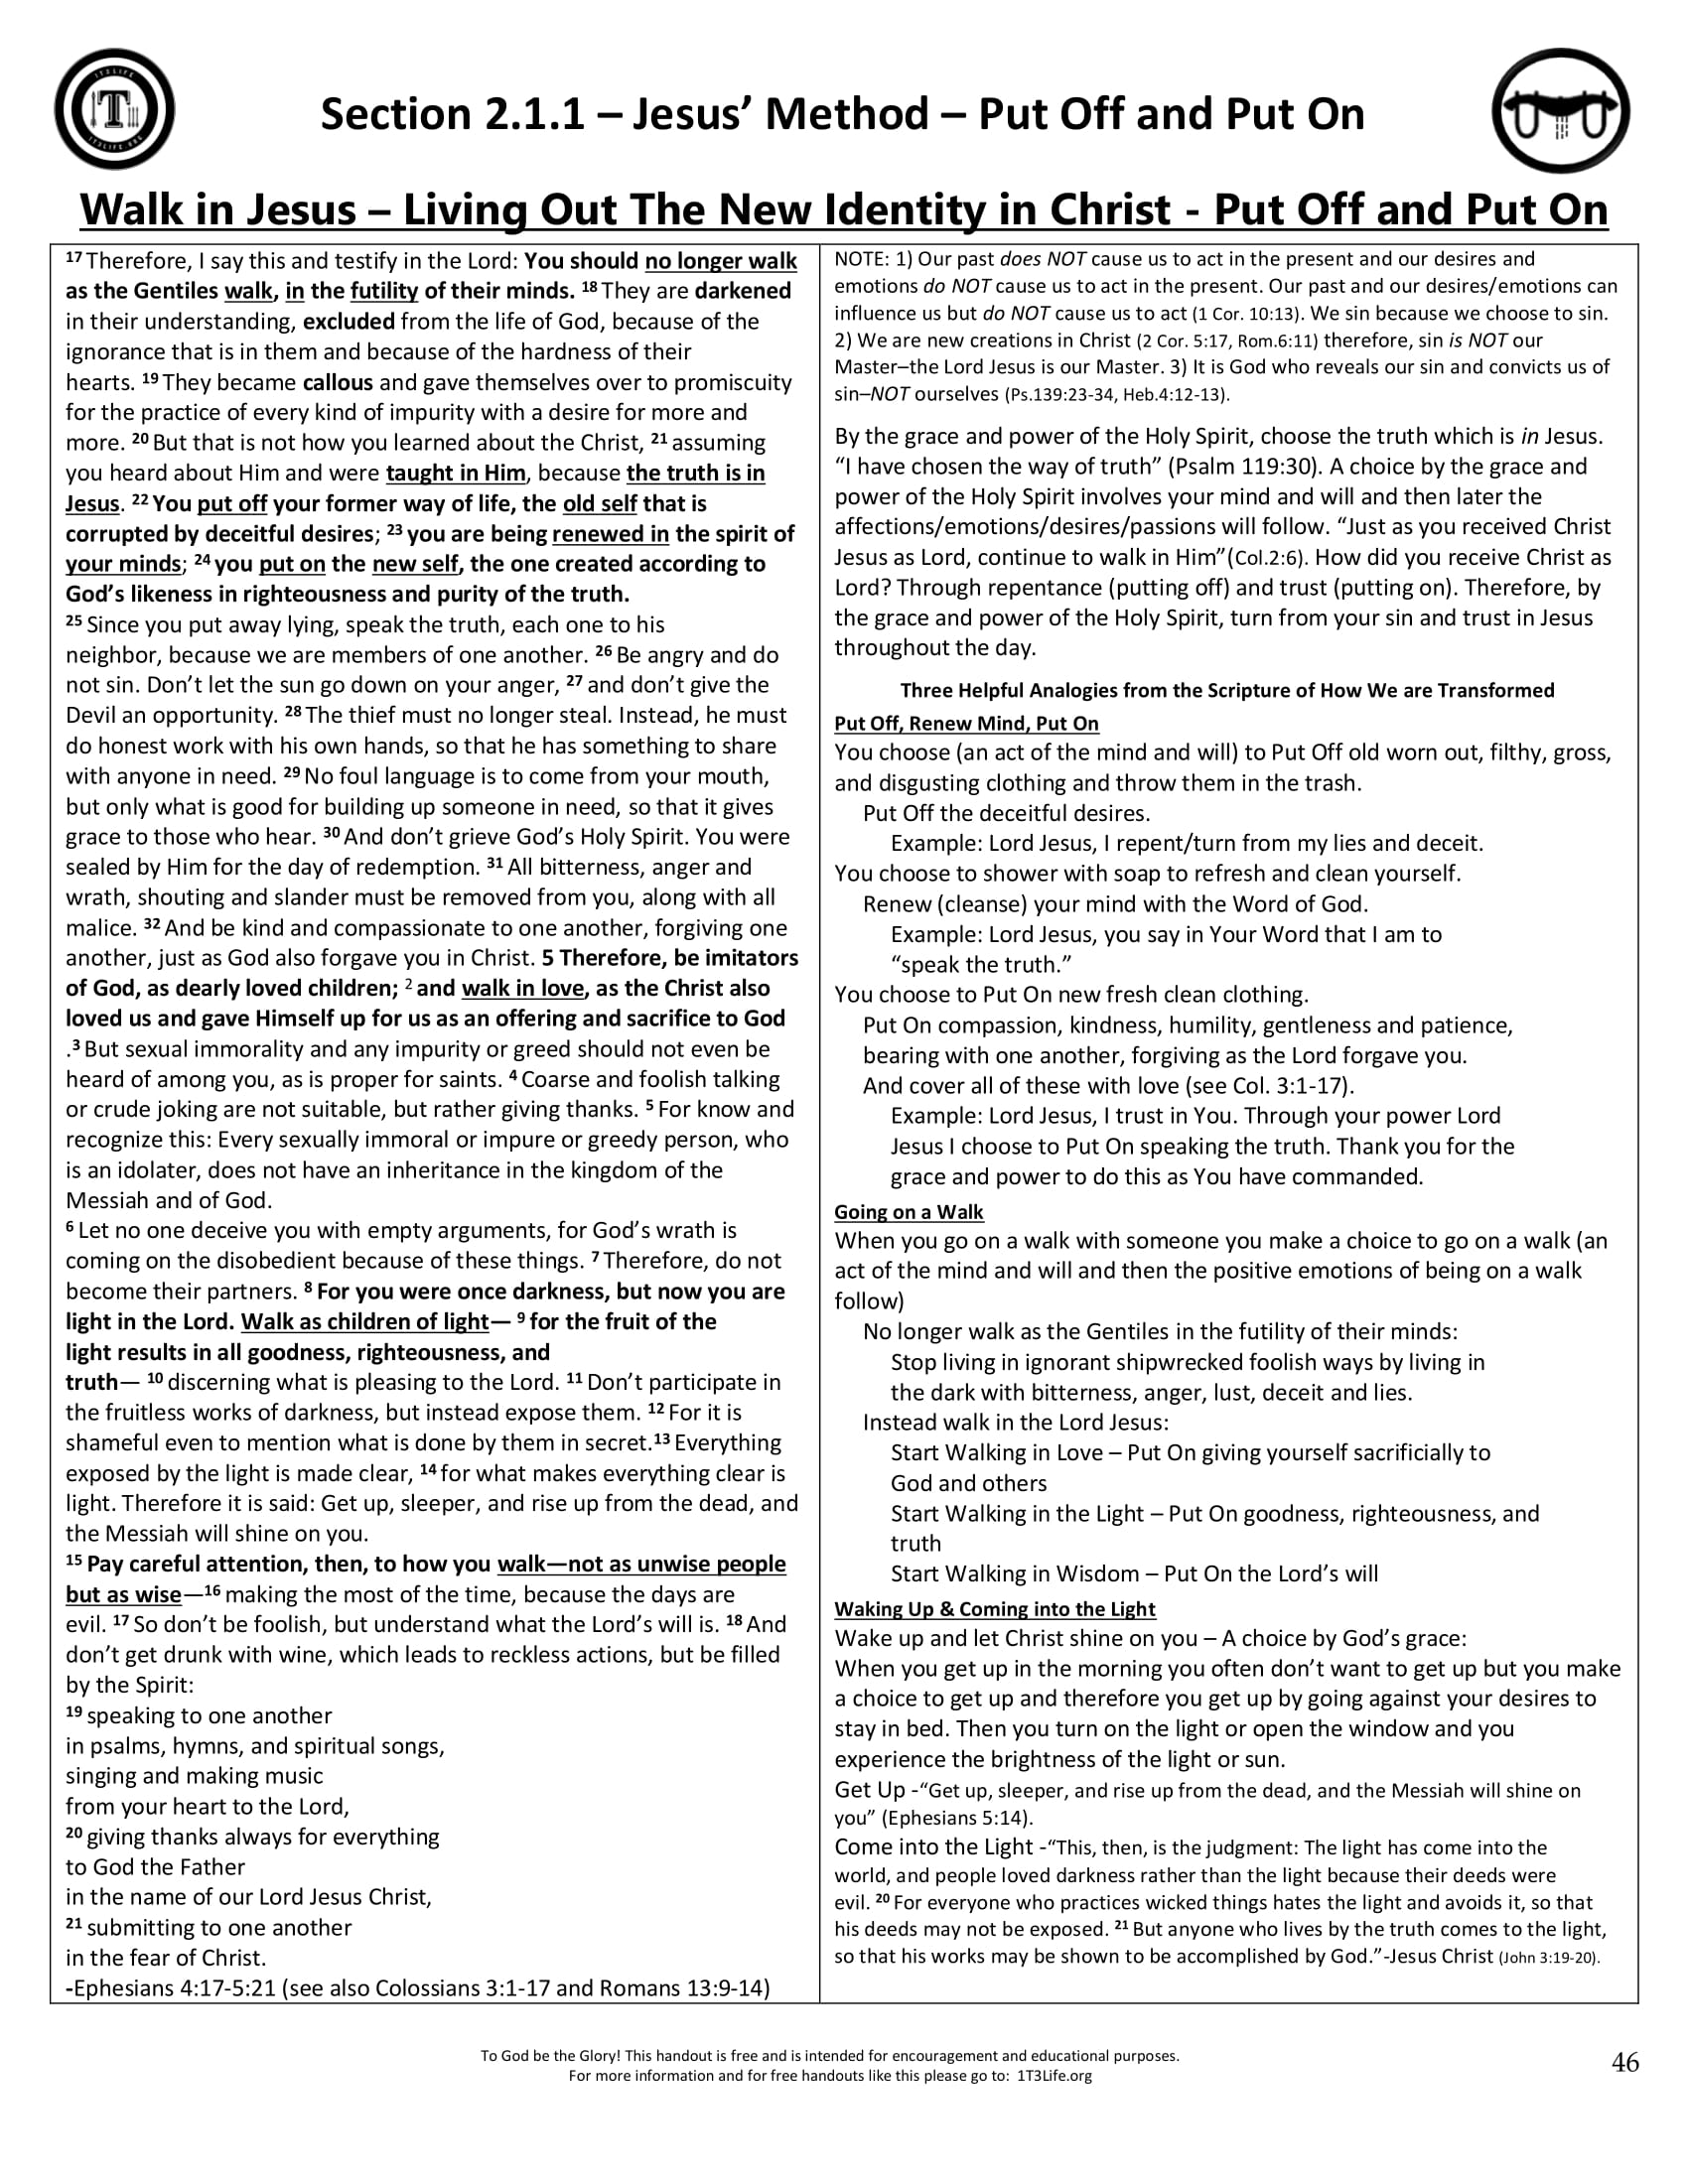 Section 2.1.1 – Jesus’ Method – Put Off and Put On
Walk in Jesus – Living Out The New Identity in Christ - Put Off and Put On
17 Therefore, I say this and testify in the Lord: You should no longer walk
as the Gentiles walk, in the futility of their minds. 18 They are darkened
in their understanding, excluded from the life of God, because of the
ignorance that is in them and because of the hardness of their
hearts. 19 They became callous and gave themselves over to promiscuity
for the practice of every kind of impurity with a desire for more and
more. 20 But that is not how you learned about the Christ, 21 assuming
you heard about Him and were taught in Him, because the truth is in
Jesus. 22 You put off your former way of life, the old self that is
corrupted by deceitful desires; 23 you are being renewed in the spirit of
your minds; 24 you put on the new self, the one created according to
God’s likeness in righteousness and purity of the truth.
25 Since you put away lying, speak the truth, each one to his
neighbor, because we are members of one another. 26 Be angry and do
not sin. Don’t let the sun go down on your anger, 27 and don’t give the
Devil an opportunity. 28 The thief must no longer steal. Instead, he must
do honest work with his own hands, so that he has something to share
with anyone in need. 29 No foul language is to come from your mouth,
but only what is good for building up someone in need, so that it gives
grace to those who hear. 30 And don’t grieve God’s Holy Spirit. You were
sealed by Him for the day of redemption. 31 All bitterness, anger and
wrath, shouting and slander must be removed from you, along with all
malice. 32 And be kind and compassionate to one another, forgiving one
another, just as God also forgave you in Christ. 5 Therefore, be imitators
of God, as dearly loved children; 2 and walk in love, as the Christ also
loved us and gave Himself up for us as an offering and sacrifice to God
.3 But sexual immorality and any impurity or greed should not even be
heard of among you, as is proper for saints. 4 Coarse and foolish talking
or crude joking are not suitable, but rather giving thanks. 5 For know and
recognize this: Every sexually immoral or impure or greedy person, who
is an idolater, does not have an inheritance in the kingdom of the
Messiah and of God.
6 Let no one deceive you with empty arguments, for God’s wrath is
coming on the disobedient because of these things. 7 Therefore, do not
become their partners. 8 For you were once darkness, but now you are
light in the Lord. Walk as children of light— 9 for the fruit of the
light results in all goodness, righteousness, and
truth— 10 discerning what is pleasing to the Lord. 11 Don’t participate in
the fruitless works of darkness, but instead expose them. 12 For it is
shameful even to mention what is done by them in secret.13 Everything
exposed by the light is made clear, 14 for what makes everything clear is
light. Therefore it is said: Get up, sleeper, and rise up from the dead, and
the Messiah will shine on you.
15 Pay careful attention, then, to how you walk—not as unwise people
but as wise—16 making the most of the time, because the days are
evil. 17 So don’t be foolish, but understand what the Lord’s will is. 18 And
don’t get drunk with wine, which leads to reckless actions, but be filled
by the Spirit:
19 speaking to one another
in psalms, hymns, and spiritual songs,
singing and making music
from your heart to the Lord,
20 giving thanks always for everything
to God the Father
in the name of our Lord Jesus Christ,
21 submitting to one another
in the fear of Christ.
-Ephesians 4:17-5:21 (see also Colossians 3:1-17 and Romans 13:9-14)
NOTE: 1) Our past does NOT cause us to act in the present and our desires and
emotions do NOT cause us to act in the present. Our past and our desires/emotions can
influence us but do NOT cause us to act (1 Cor. 10:13). We sin because we choose to sin.
2) We are new creations in Christ (2 Cor. 5:17, Rom.6:11) therefore, sin is NOT our
Master–the Lord Jesus is our Master. 3) It is God who reveals our sin and convicts us of
sin–NOT ourselves (Ps.139:23-34, Heb.4:12-13).
By the grace and power of the Holy Spirit, choose the truth which is in Jesus.
“I have chosen the way of truth” (Psalm 119:30). A choice by the grace and
power of the Holy Spirit involves your mind and will and then later the
affections/emotions/desires/passions will follow. “Just as you received Christ
Jesus as Lord, continue to walk in Him”(Col.2:6). How did you receive Christ as
Lord? Through repentance (putting off) and trust (putting on). Therefore, by
the grace and power of the Holy Spirit, turn from your sin and trust in Jesus
throughout the day.
Three Helpful Analogies from the Scripture of How We are Transformed
Put Off, Renew Mind, Put On
You choose (an act of the mind and will) to Put Off old worn out, filthy, gross,
and disgusting clothing and throw them in the trash.
Put Off the deceitful desires.
Example: Lord Jesus, I repent/turn from my lies and deceit.
You choose to shower with soap to refresh and clean yourself.
Renew (cleanse) your mind with the Word of God.
Example: Lord Jesus, you say in Your Word that I am to
“speak the truth.”
You choose to Put On new fresh clean clothing.
Put On compassion, kindness, humility, gentleness and patience,
bearing with one another, forgiving as the Lord forgave you.
And cover all of these with love (see Col. 3:1-17).
Example: Lord Jesus, I trust in You. Through your power Lord
Jesus I choose to Put On speaking the truth. Thank you for the
grace and power to do this as You have commanded.
Going on a Walk
When you go on a walk with someone you make a choice to go on a walk (an
act of the mind and will and then the positive emotions of being on a walk
follow)
No longer walk as the Gentiles in the futility of their minds:
Stop living in ignorant shipwrecked foolish ways by living in
the dark with bitterness, anger, lust, deceit and lies.
Instead walk in the Lord Jesus:
Start Walking in Love – Put On giving yourself sacrificially to
God and others
Start Walking in the Light – Put On goodness, righteousness, and
truth
Start Walking in Wisdom – Put On the Lord’s will
Waking Up & Coming into the Light
Wake up and let Christ shine on you – A choice by God’s grace:
When you get up in the morning you often don’t want to get up but you make
a choice to get up and therefore you get up by going against your desires to
stay in bed. Then you turn on the light or open the window and you
experience the brightness of the light or sun.
Get Up -“Get up, sleeper, and rise up from the dead, and the Messiah will shine on
you” (Ephesians 5:14).
Come into the Light -“This, then, is the judgment: The light has come into the
world, and people loved darkness rather than the light because their deeds were
evil. 20 For everyone who practices wicked things hates the light and avoids it, so that
his deeds may not be exposed. 21 But anyone who lives by the truth comes to the light,
so that his works may be shown to be accomplished by God.”-Jesus Christ (John 3:19-20).
To God be the Glory! This handout is free and is intended for encouragement and educational purposes.
For more information and for free handouts like this please go to: 1T3Life.org
46